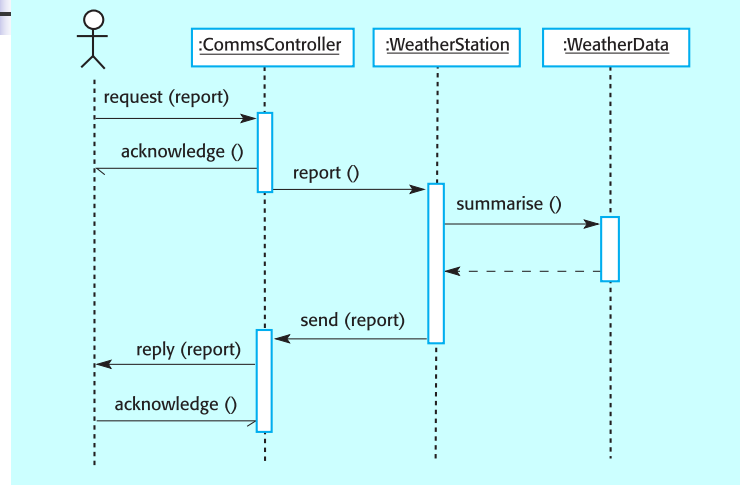 :CommsController
:WeatherStation
:WeatherData
request (report)
acknowledge ()
report ()
summarise ()
send (report)
reply (report)
acknowledge ()